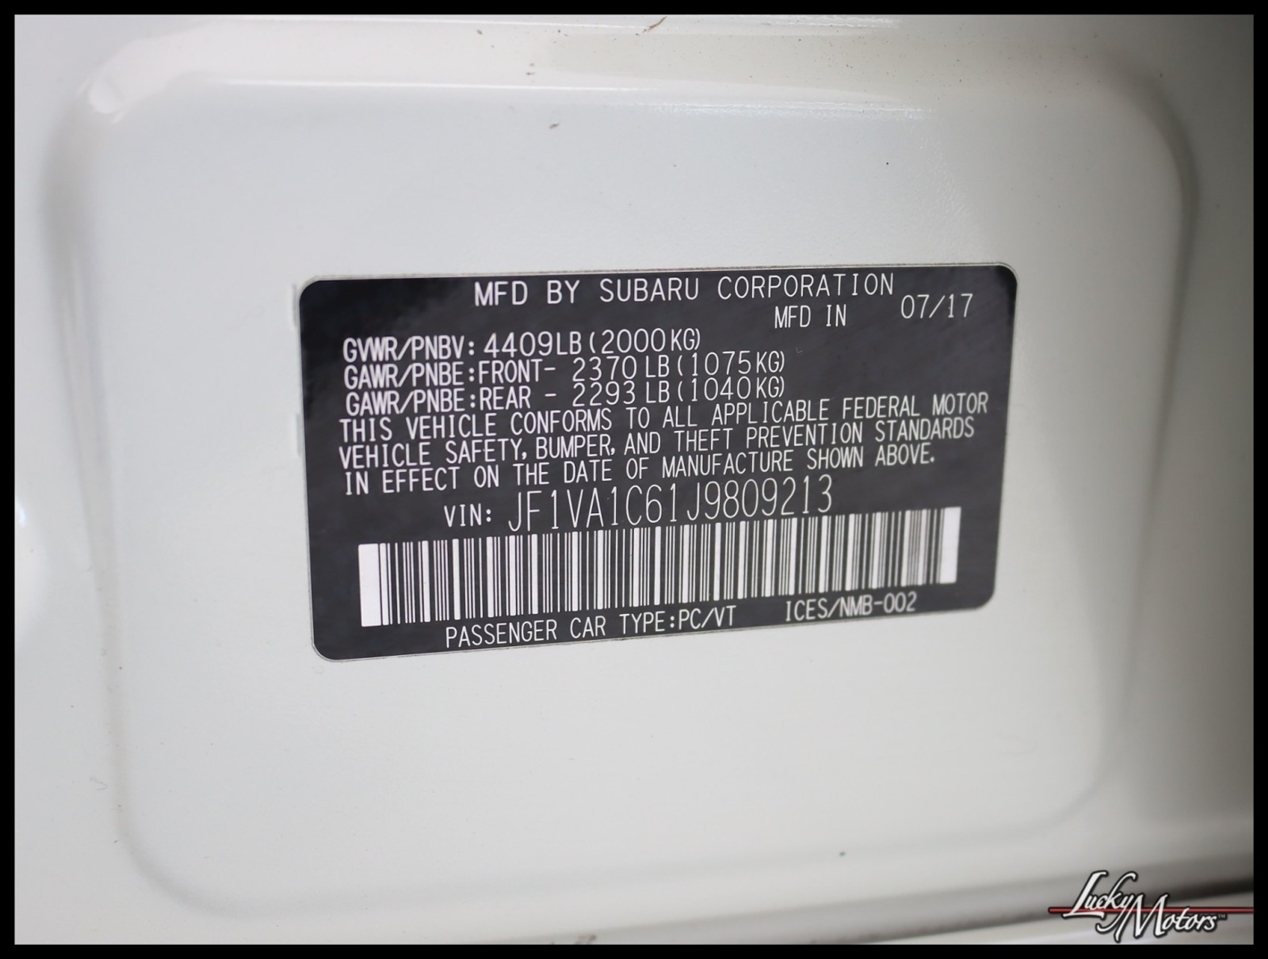 MFD BY SUBARU CORPORATION
MFD IN 07/17
GVWR/PNBV: 4409LB(2000KG)
GAWR/PNBE:FRONT- 2370LB(1075KG)
GAWR/PNBE:REAR - 2293LB(1040KG)
THIS VEHICLE CONFORMS TO ALL APPLICABLE FEDERAL MOTOR
VEHICLE SAFETY, BUMPER, AND THEFT PREVENTION STANDARDS
IN EFFECT ON THE DATE OF MANUFACTURE SHOWN ABOVE.
VIN: JF1VA1C61J9809213
PASSENGER CAR TYPE:PC/VT ICES/NMB-002
Lucky Motors™